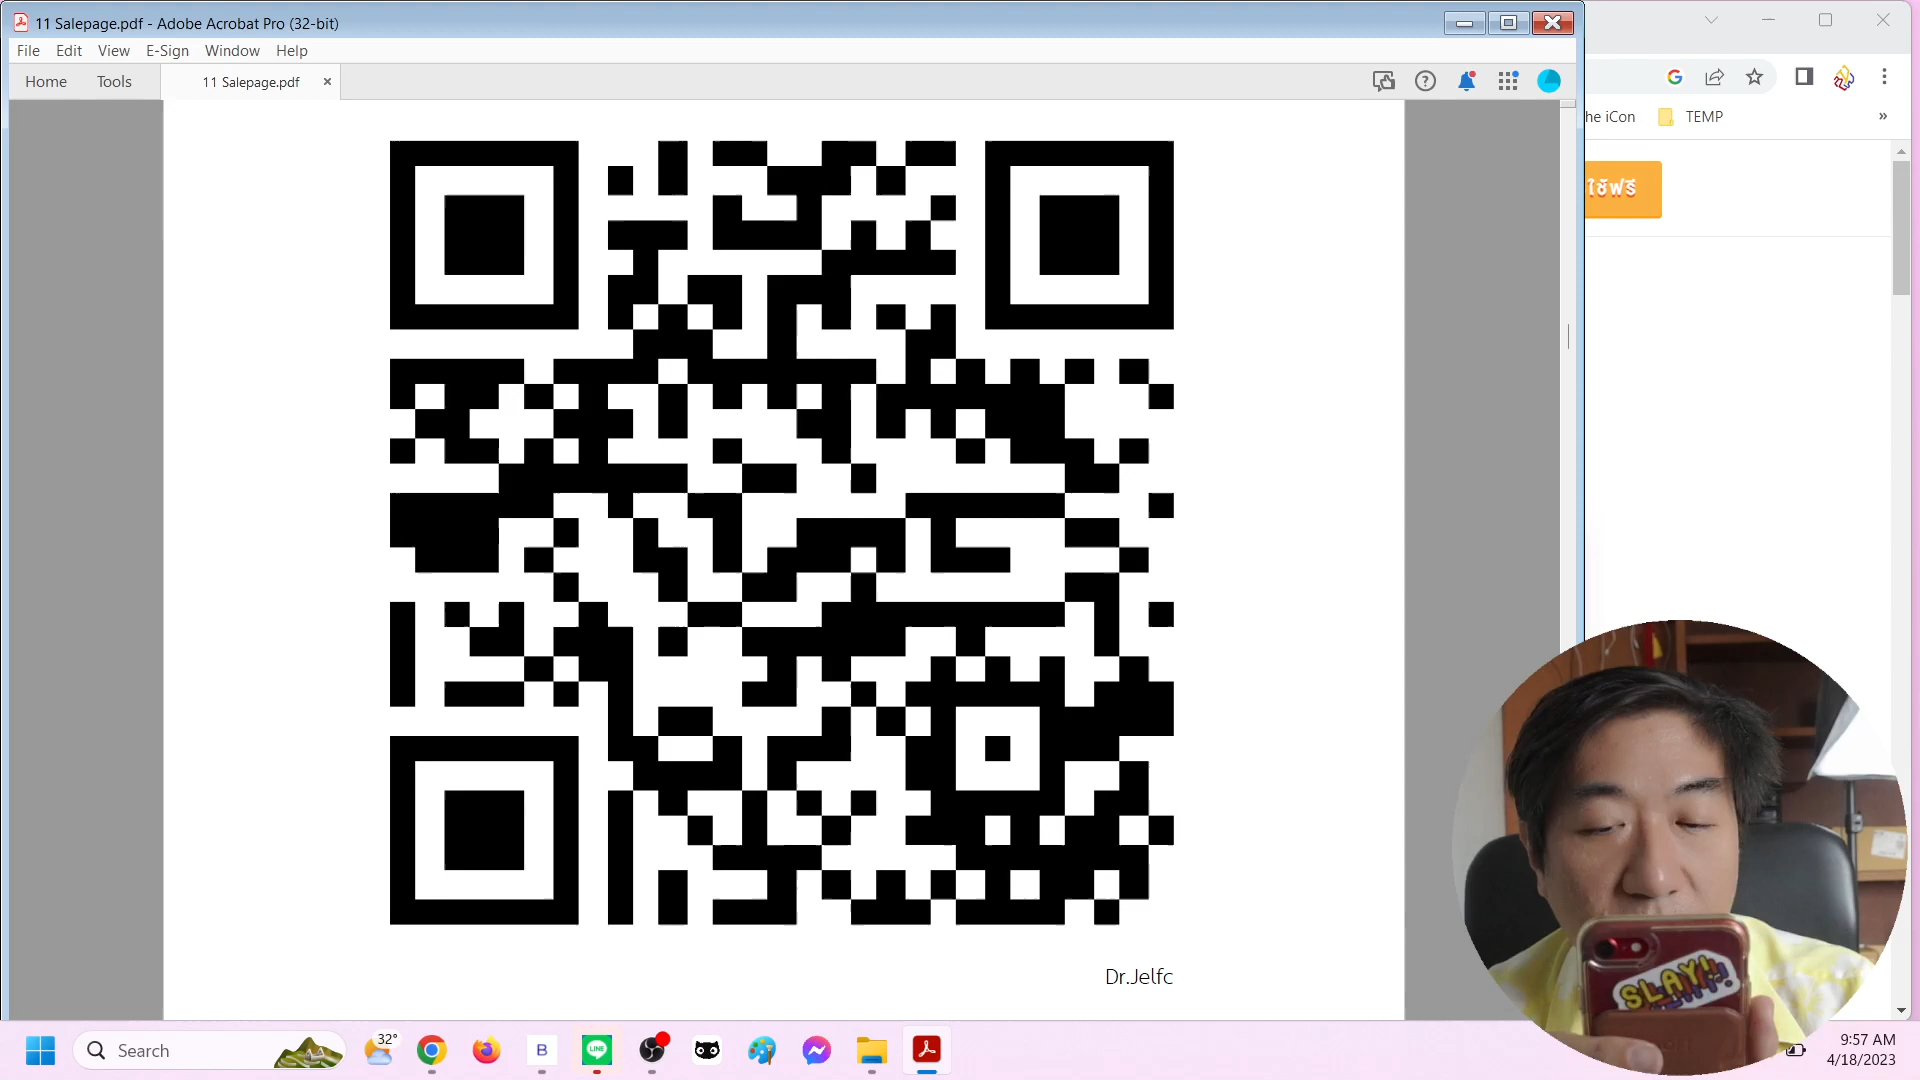 11 Salepage.pdf - Adobe Acrobat Pro (32-bit)
File Edit View E-Sign Window Help
Home Tools 11 Salepage.pdf
he iCon TEMP
ใช้ฟรี
Dr.Jelfc
SLAY!!
32°
Search
B
LINE
9:57 AM
4/18/2023